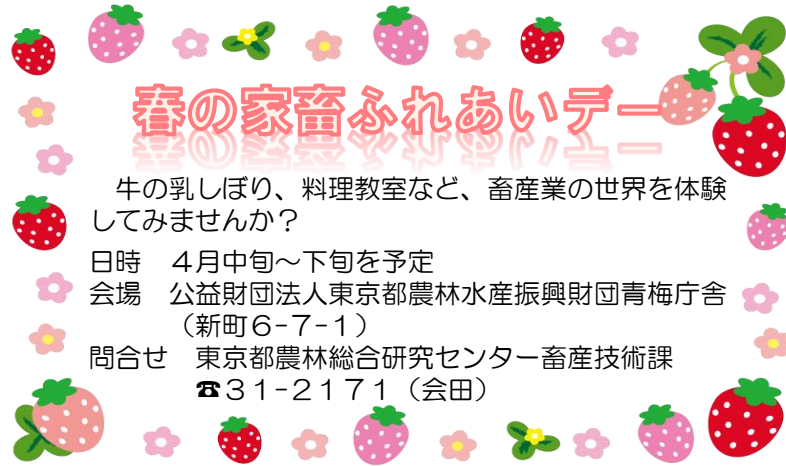 春の家畜ふれあいデー
　牛の乳しぼり、料理教室など、畜産業の世界を体験
してみませんか？
日時　４月中旬～下旬を予定
会場　公益財団法人東京都農林水産振興財団青梅庁舎
（新町６-７-１）
問合せ　東京都農林総合研究センター畜産技術課
☎３１-２１７１（会田）